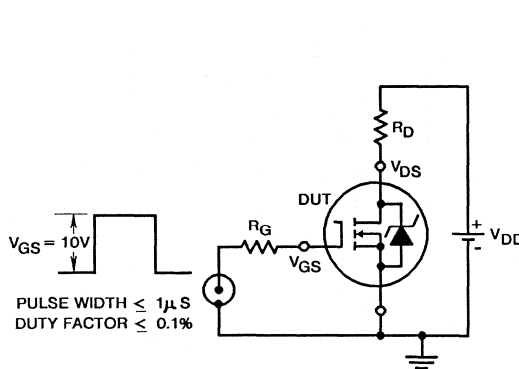 R_D
V_DS
DUT
R_G
V_GS = 10V
V_GS
+
V_DD
-
PULSE WIDTH ≤ 1μS
DUTY FACTOR ≤ 0.1%